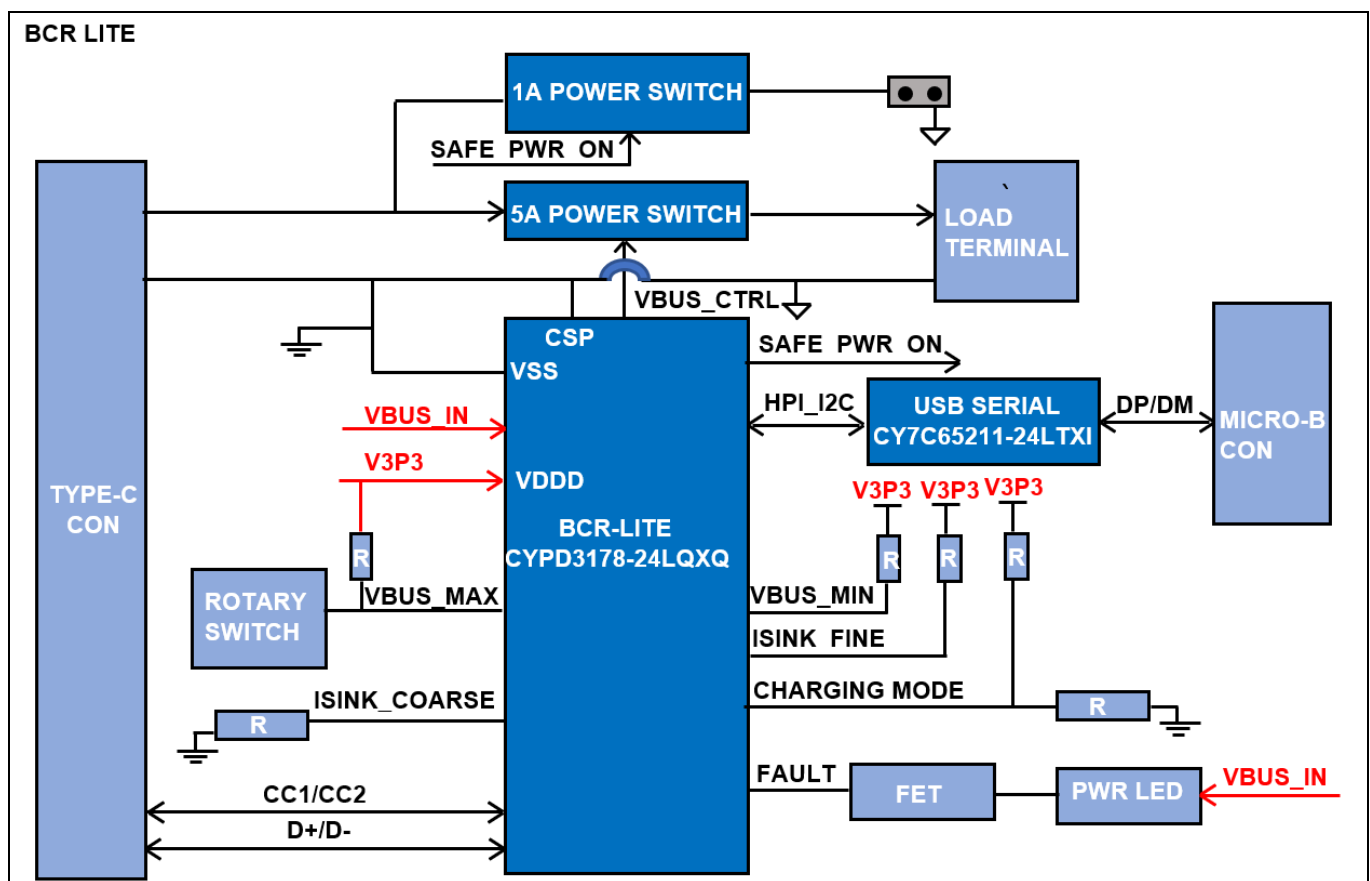 BCR LITE
1A POWER SWITCH
SAFE PWR ON
5A POWER SWITCH
`
LOAD
TERMINAL
VBUS_CTRL
CSP
VSS
SAFE PWR ON
VBUS_IN
HPI_I2C
USB SERIAL
CY7C65211-24LTXI
DP/DM
MICRO-B
CON
V3P3
VDDD
V3P3
V3P3
V3P3
TYPE-C
CON
BCR-LITE
CYPD3178-24LQXQ
R
R
R
R
ROTARY
SWITCH
VBUS_MAX
VBUS_MIN
ISINK FINE
ISINK_COARSE
R
CHARGING MODE
R
FAULT
FET
PWR LED
VBUS_IN
CC1/CC2
D+/D-